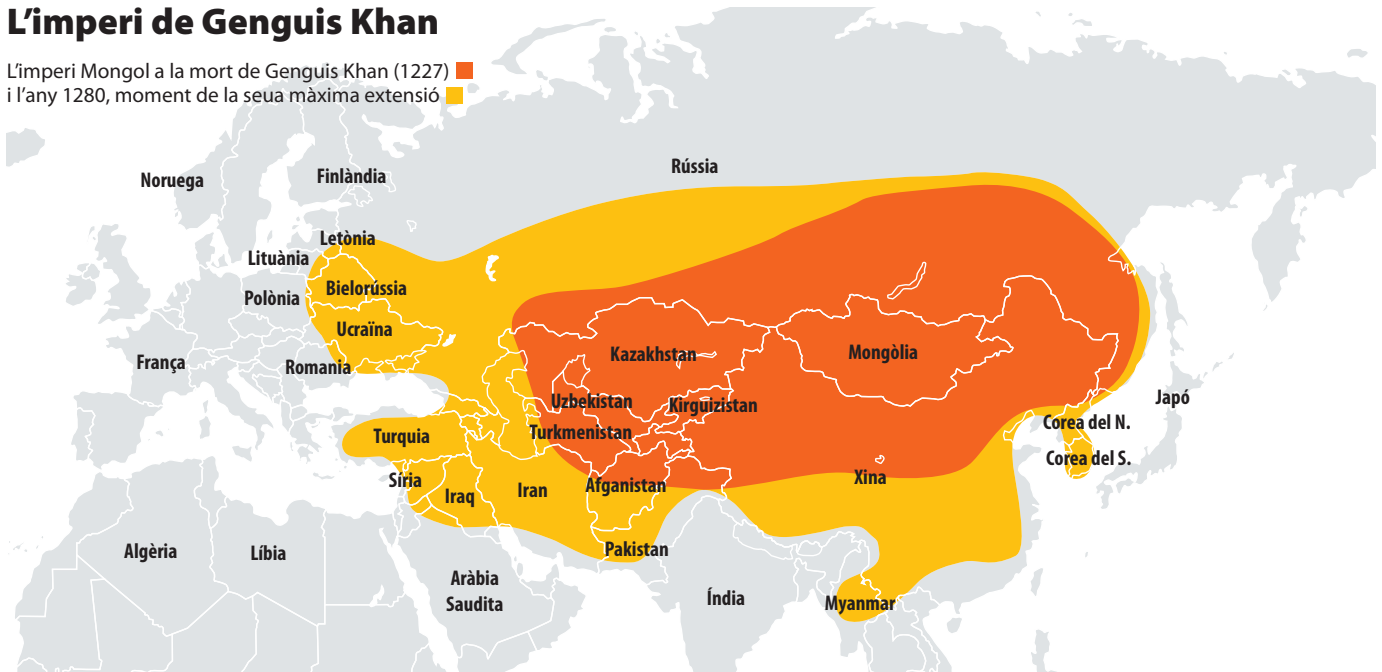 L'imperi de Genguis Khan
L'imperi Mongol a la mort de Genguis Khan (1227)
i l'any 1280, moment de la seua màxima extensió
Rússia
Noruega
Finlàndia
Letònia
Lituània
Bielorússia
Polònia
Ucraïna
França
Romania
Kazakhstan
Mongòlia
Japó
Uzbekistan
Kirguizistan
Corea del N.
Turquia
Turkmenistan
Corea del S.
Síria
Iraq
Iran
Afganistan
Xina
Algèria
Líbia
Pakistan
Aràbia
Saudita
Índia
Myanmar